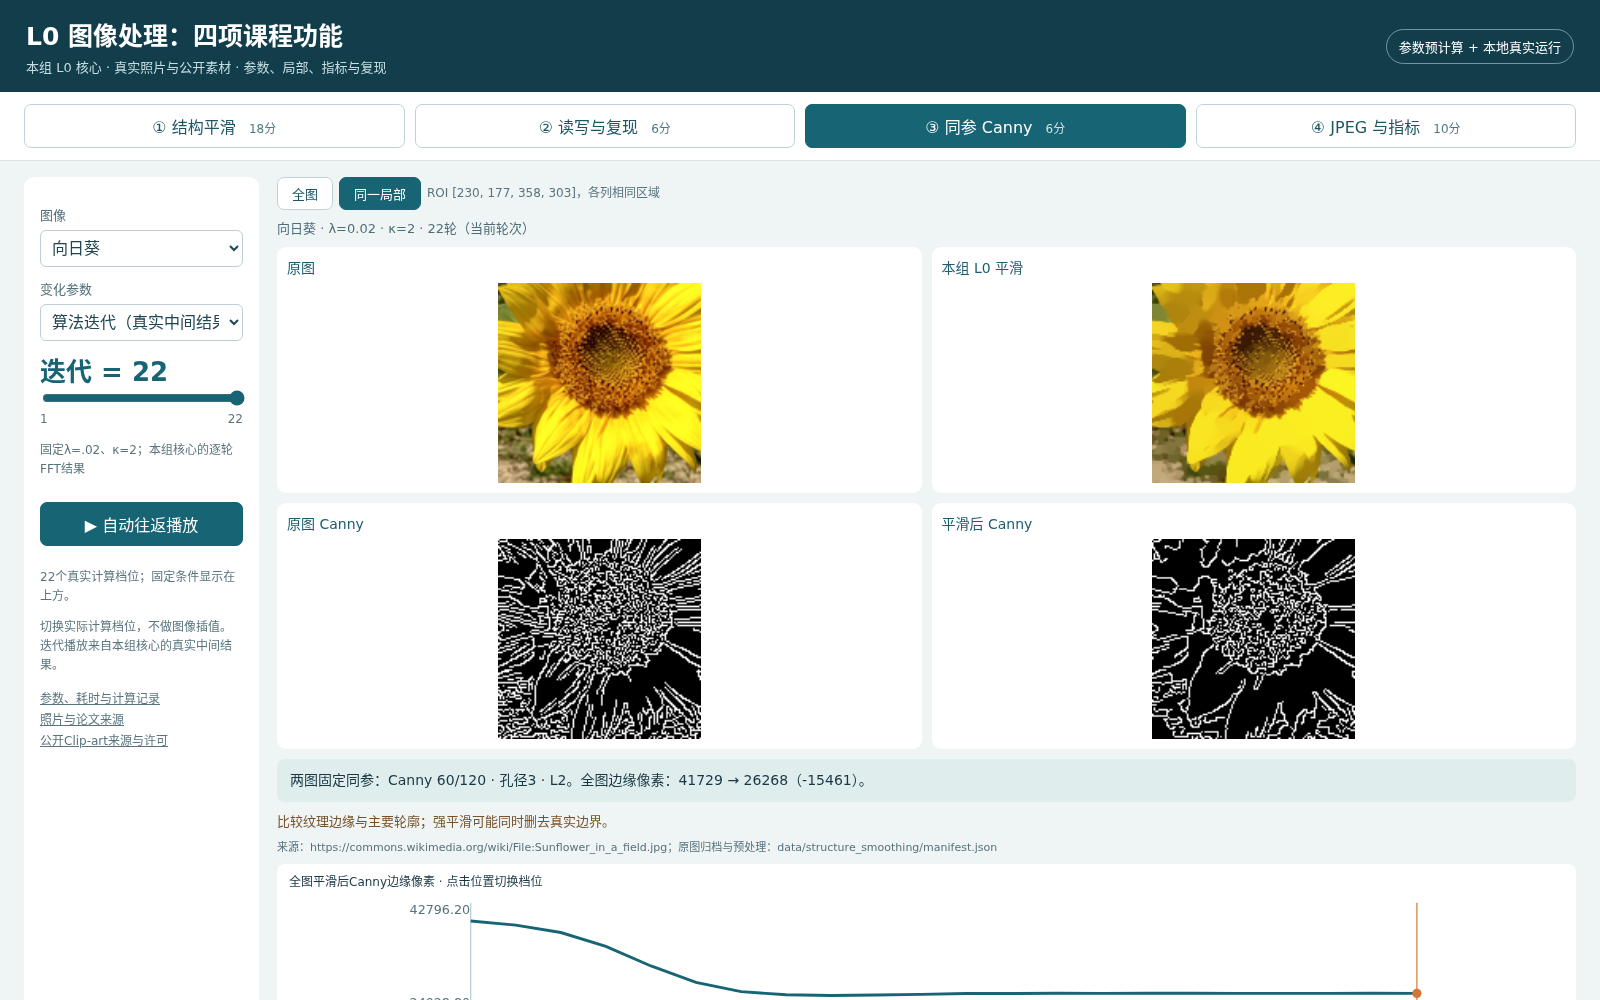 L0 图像处理：四项课程功能
本组 L0 核心 · 真实照片与公开素材 · 参数、局部、指标与复现
参数预计算 + 本地真实运行
① 结构平滑 18分
② 读写与复现 6分
③ 同参 Canny 6分
④ JPEG 与指标 10分
图像
向日葵
变化参数
算法迭代（真实中间结果
迭代 = 22
1 22
固定λ=.02、κ=2；本组核心的逐轮
FFT结果
▶ 自动往返播放
22个真实计算档位；固定条件显示在
上方。
切换实际计算档位，不做图像插值。
迭代播放来自本组核心的真实中间结
果。
参数、耗时与计算记录
照片与论文来源
公开Clip-art来源与许可
全图 同一局部 ROI [230, 177, 358, 303]，各列相同区域
向日葵 · λ=0.02 · κ=2 · 22轮（当前轮次）
原图
本组 L0 平滑
原图 Canny
平滑后 Canny
两图固定同参：Canny 60/120 · 孔径3 · L2。全图边缘像素：41729 → 26268（-15461）。
比较纹理边缘与主要轮廓；强平滑可能同时删去真实边界。
来源：https://commons.wikimedia.org/wiki/File:Sunflower_in_a_field.jpg；原图归档与预处理：data/structure_smoothing/manifest.json
全图平滑后Canny边缘像素 · 点击位置切换档位
42796.20